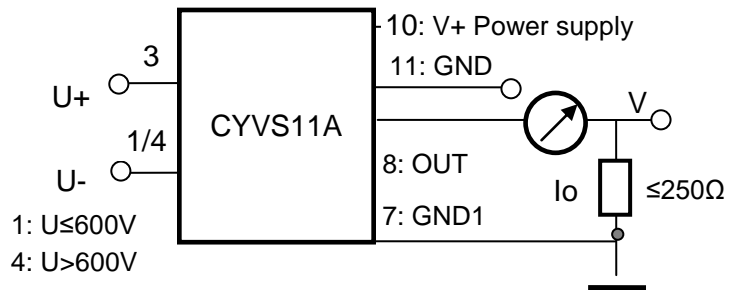 10: V+ Power supply
3
11: GND
U+
V
CYVS11A
1/4
8: OUT
U-
Io
≤250Ω
7: GND1
1: U≤600V
4: U>600V